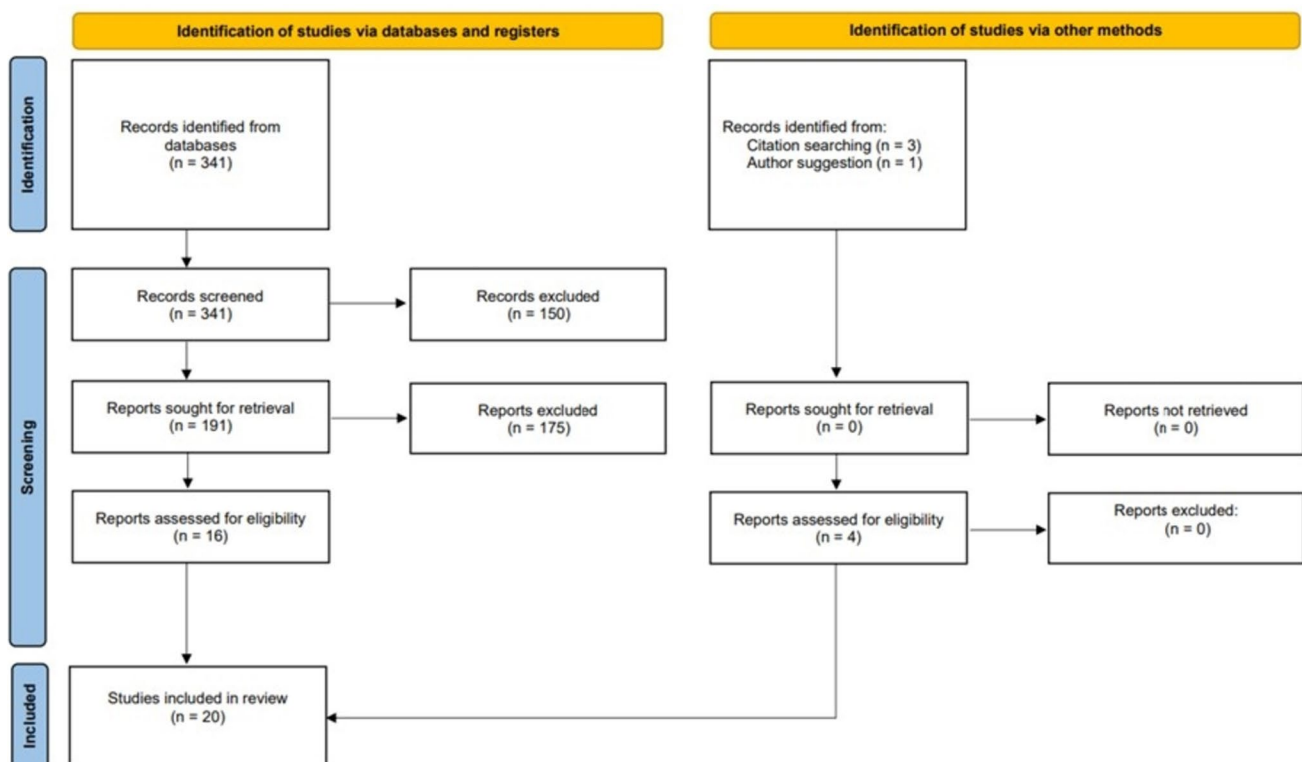 Identification of studies via databases and registers
Identification of studies via other methods
Identification
Records identified from
databases
(n = 341)
Records identified from:
Citation searching (n = 3)
Author suggestion (n = 1)
Screening
Records screened
(n = 341)
Records excluded
(n = 150)
Reports sought for retrieval
(n = 191)
Reports excluded
(n = 175)
Reports sought for retrieval
(n = 0)
Reports not retrieved
(n = 0)
Reports assessed for eligibility
(n = 16)
Reports assessed for eligibility
(n = 4)
Reports excluded:
(n = 0)
Included
Studies included in review
(n = 20)